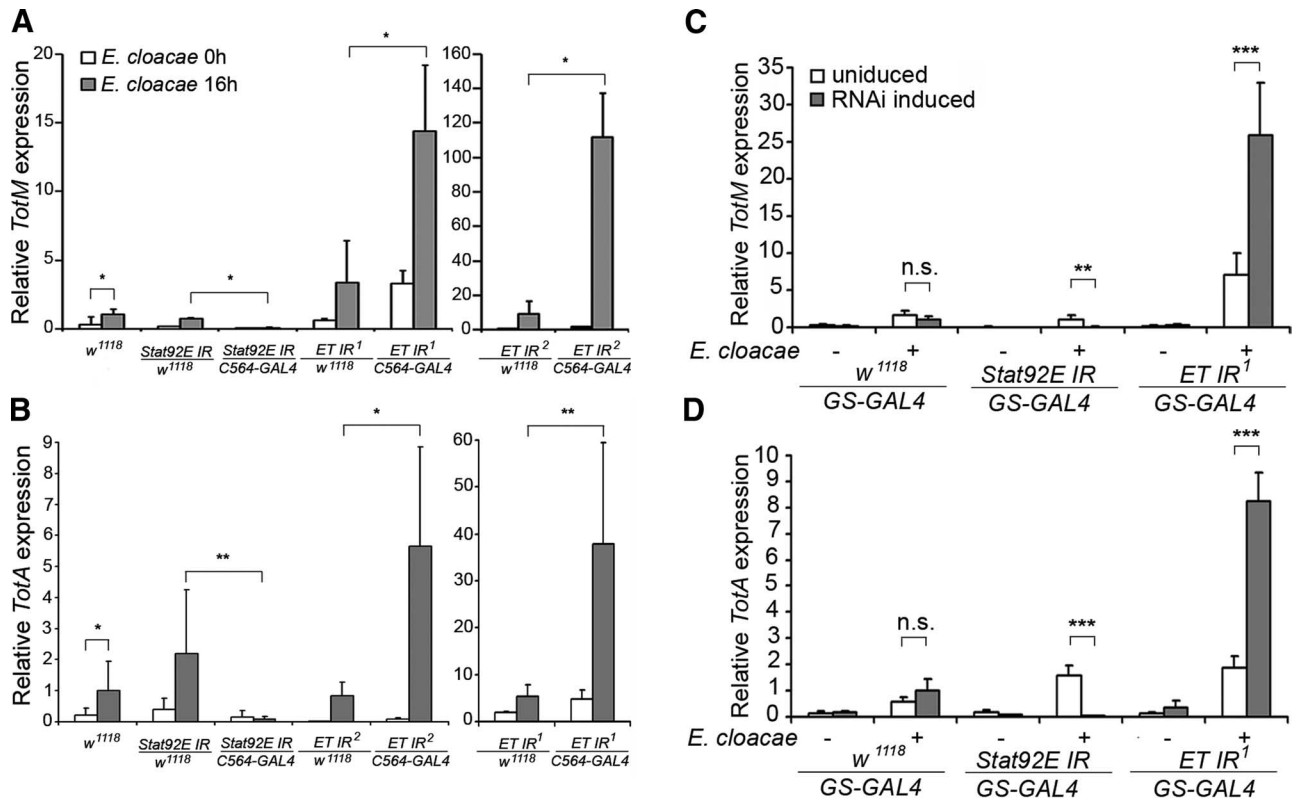 A
Relative TotM expression
E. cloacae 0h
E. cloacae 16h
20
15
10
5
0
*
*
*
w1118
Stat92E IR
w1118
Stat92E IR
C564-GAL4
ET IR1
w1118
ET IR1
C564-GAL4
160
140
120
100
80
60
40
20
0
*
ET IR2
w1118
ET IR2
C564-GAL4
B
Relative TotA expression
9
8
7
6
5
4
3
2
1
0
*
**
*
w1118
Stat92E IR
w1118
Stat92E IR
C564-GAL4
ET IR2
w1118
ET IR2
C564-GAL4
60
50
40
30
20
10
0
**
ET IR1
w1118
ET IR1
C564-GAL4
C
Relative TotM expression
uniduced
RNAi induced
35
30
25
20
15
10
5
0
n.s.
**
***
E. cloacae - + - + - +
w1118
GS-GAL4
Stat92E IR
GS-GAL4
ET IR1
GS-GAL4
D
Relative TotA expression
10
9
8
7
6
5
4
3
2
1
0
n.s.
***
***
E. cloacae - + - + - +
w1118
GS-GAL4
Stat92E IR
GS-GAL4
ET IR1
GS-GAL4